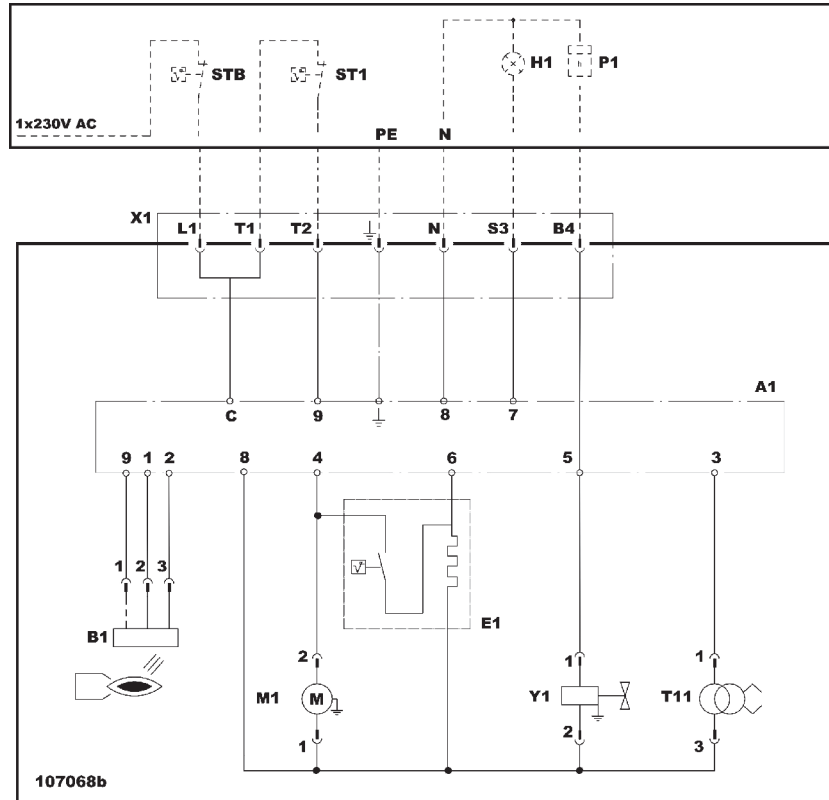 STB ST1 H1 P1
1x230V AC
PE N
X1
L1 T1 T2 N S3 B4
A1
C 9 8 7
9 1 2 8 4 6 5 3
E1
1 2 3
B1
2 1 1
M1 M Y1 T11
1 2 3
107068b